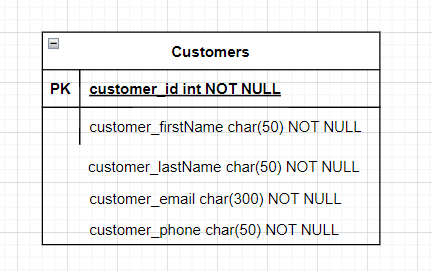 Customers
PK customer_id int NOT NULL
customer_firstName char(50) NOT NULL
customer_lastName char(50) NOT NULL
customer_email char(300) NOT NULL
customer_phone char(50) NOT NULL